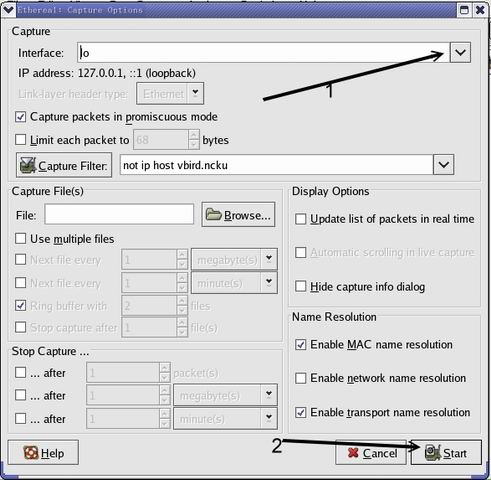 Ethereal: Capture Options
Capture
Interface: lo
IP address: 127.0.0.1, ::1 (loopback)
1
Link-layer header type: Ethernet
Capture packets in promiscuous mode
Limit each packet to 68 bytes
Capture Filter: not ip host vbird.ncku
Capture File(s)
File: Browse...
Use multiple files
Next file every 1 megabyte(s)
Next file every 1 minute(s)
Ring buffer with 2 files
Stop capture after 1 file(s)
Display Options
Update list of packets in real time
Automatic scrolling in live capture
Hide capture info dialog
Stop Capture ...
... after 1 packet(s)
... after 1 megabyte(s)
... after 1 minute(s)
Name Resolution
Enable MAC name resolution
Enable network name resolution
Enable transport name resolution
2
Help Cancel Start